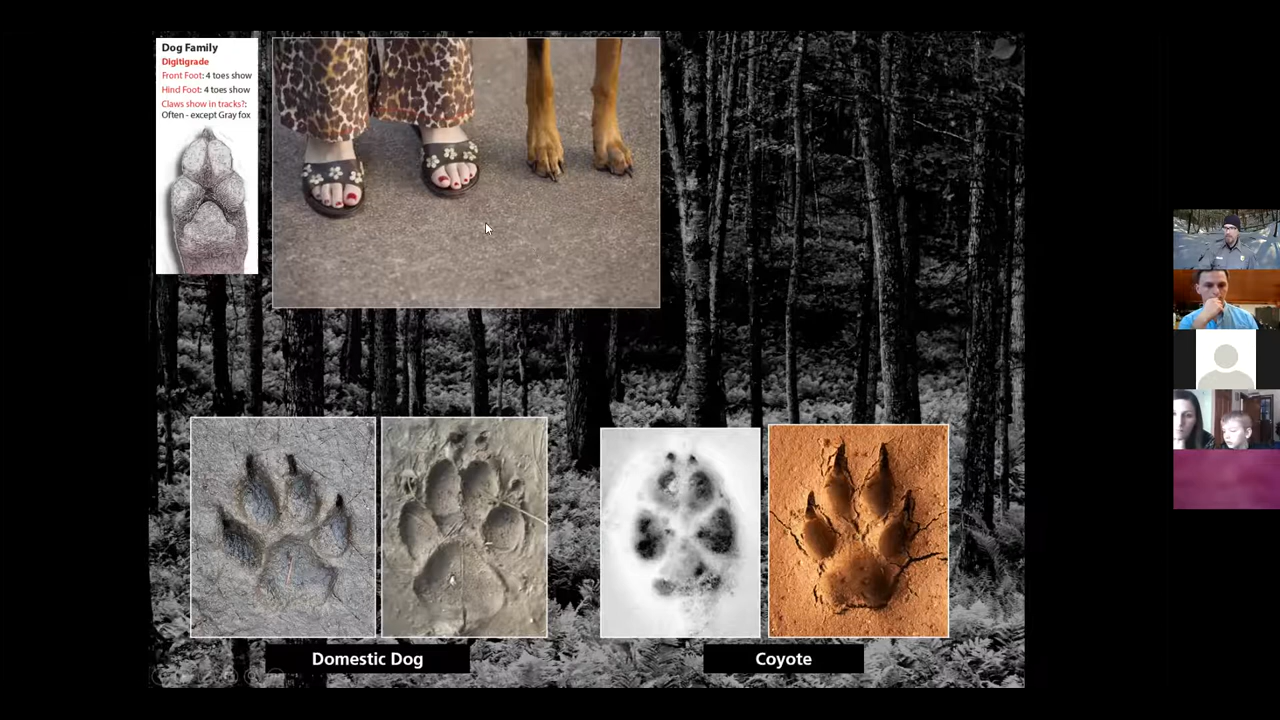 Dog Family
Digitigrade
Front Foot: 4 toes show
Hind Foot: 4 toes show
Claws show in tracks?:
Often - except Gray fox
Domestic Dog
Coyote